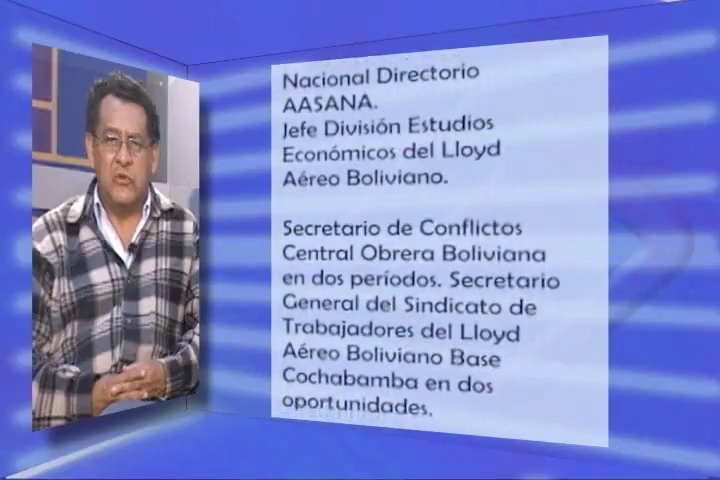 Nacional Directorio
AASANA.
Jefe División Estudios
Económicos del Lloyd
Aéreo Boliviano.
Secretario de Conflictos
Central Obrera Boliviana
en dos períodos. Secretario
General del Sindicato de
Trabajadores del Lloyd
Aéreo Boliviano Base
Cochabamba en dos
oportunidades.